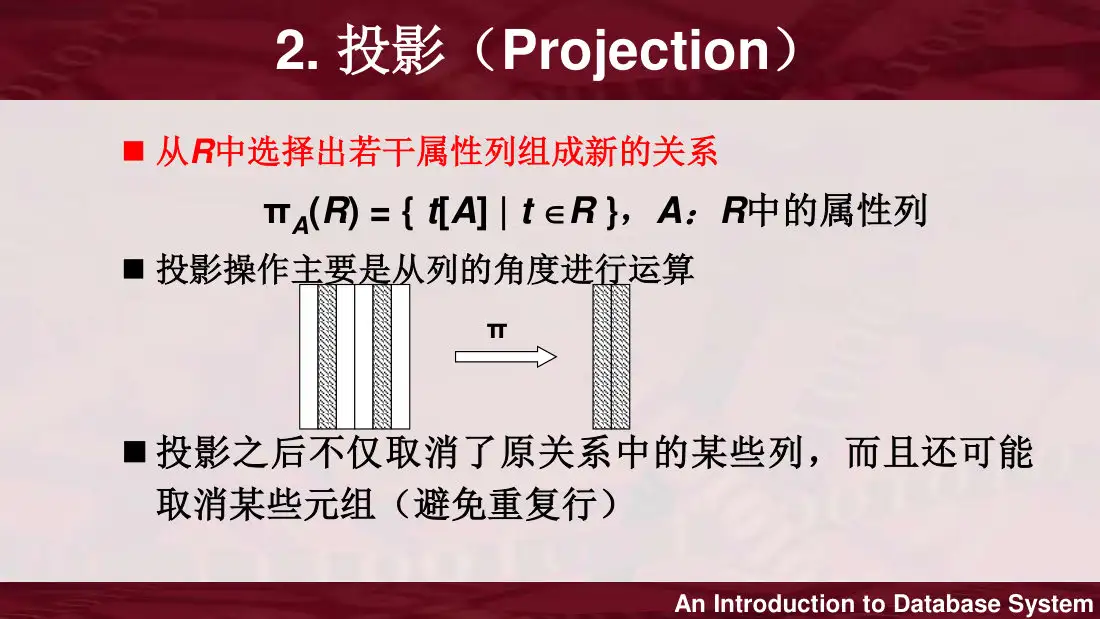 2. 投影（Projection）
从R中选择出若干属性列组成新的关系
πA(R) = { t[A] | t ∈R }，A：R中的属性列
投影操作主要是从列的角度进行运算
π
投影之后不仅取消了原关系中的某些列，而且还可能
取消某些元组（避免重复行）
An Introduction to Database System